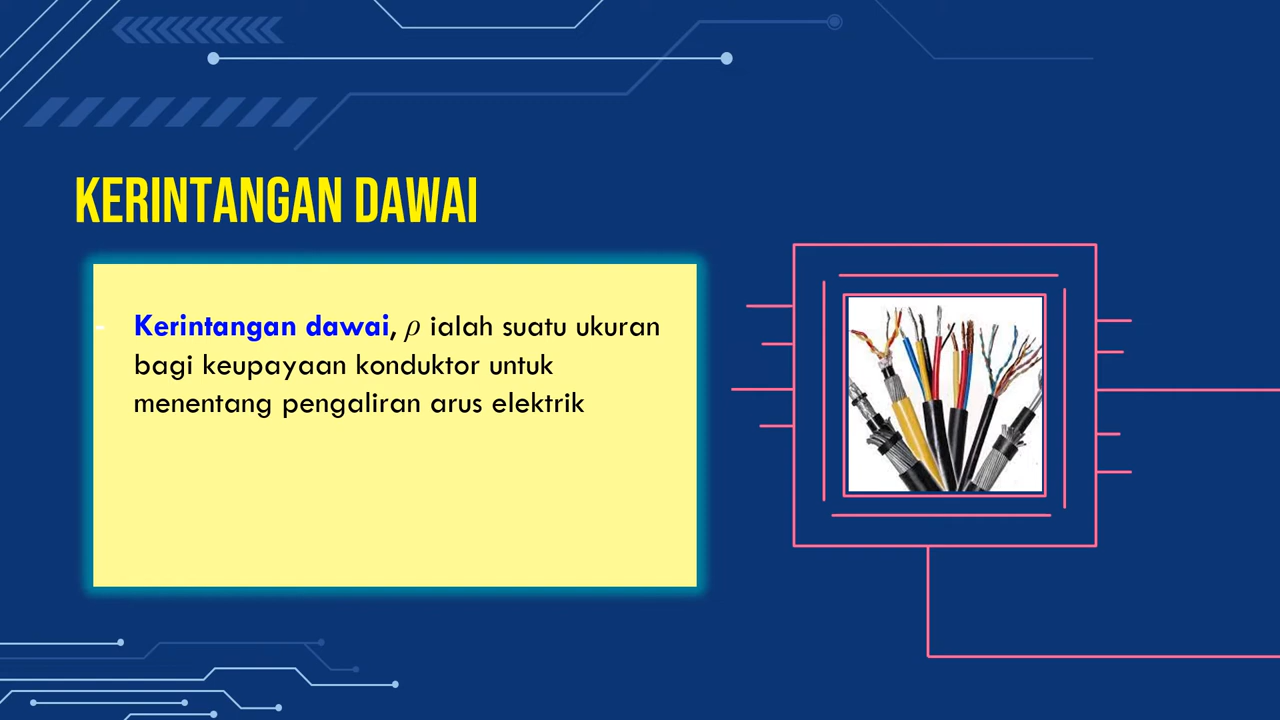 KERINTANGAN DAWAI
- Kerintangan dawai, ρ ialah suatu ukuran
bagi keupayaan konduktor untuk
menentang pengaliran arus elektrik